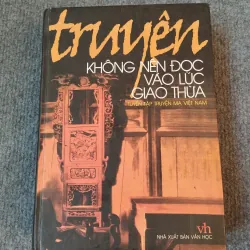 truyện
KHÔNG NÊN ĐỌC
VÀO LÚC
GIAO THỪA
TUYỂN TẬP TRUYỆN MA VIỆT NAM
vh
NHÀ XUẤT BẢN VĂN HỌC